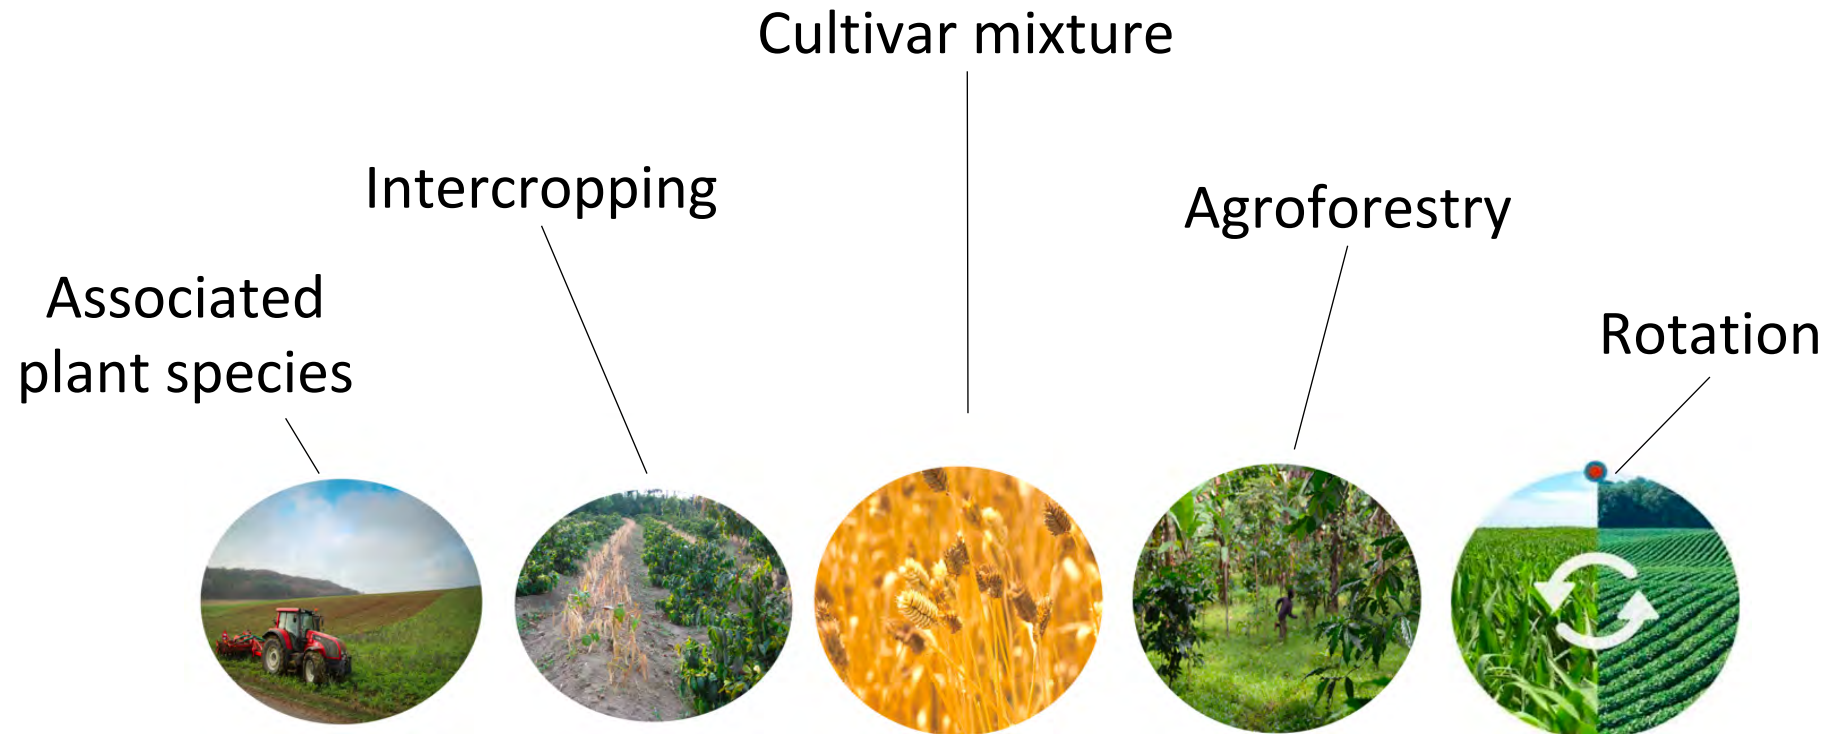 Cultivar mixture
Intercropping
Agroforestry
Associated
plant species
Rotation